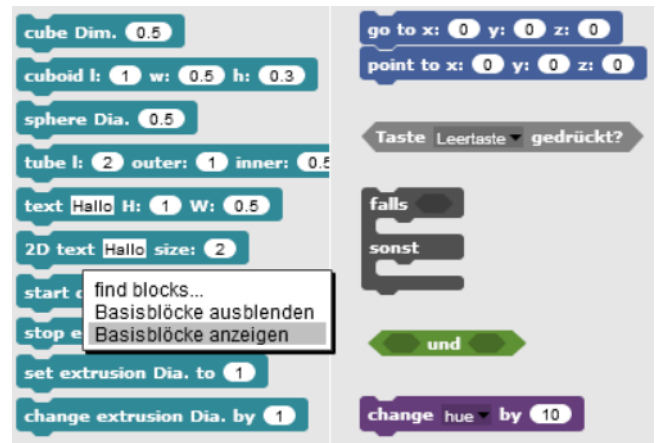 cube Dim. 0.5
cuboid l: 1 w: 0.5 h: 0.3
sphere Dia. 0.5
tube l: 2 outer: 1 inner: 0.5
text Hallo H: 1 W: 0.5
2D text Hallo size: 2
start
find blocks...
Basisblöcke ausblenden
stop
Basisblöcke anzeigen
set extrusion Dia. to 1
change extrusion Dia. by 1
go to x: 0 y: 0 z: 0
point to x: 0 y: 0 z: 0
Taste Leertaste gedrückt?
falls
sonst
und
change hue by 10